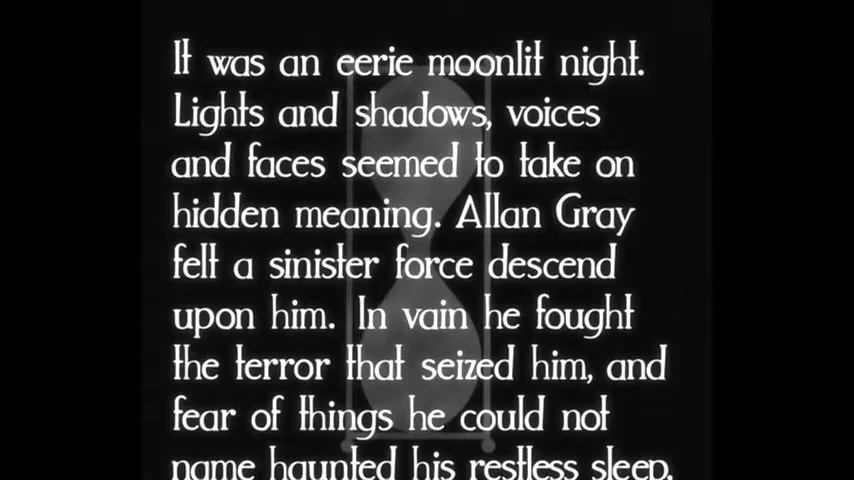 It was an eerie moonlit night.
Lights and shadows, voices
and faces seemed to take on
hidden meaning. Allan Gray
felt a sinister force descend
upon him. In vain he fought
the terror that seized him, and
fear of things he could not
name haunted his restless sleep.